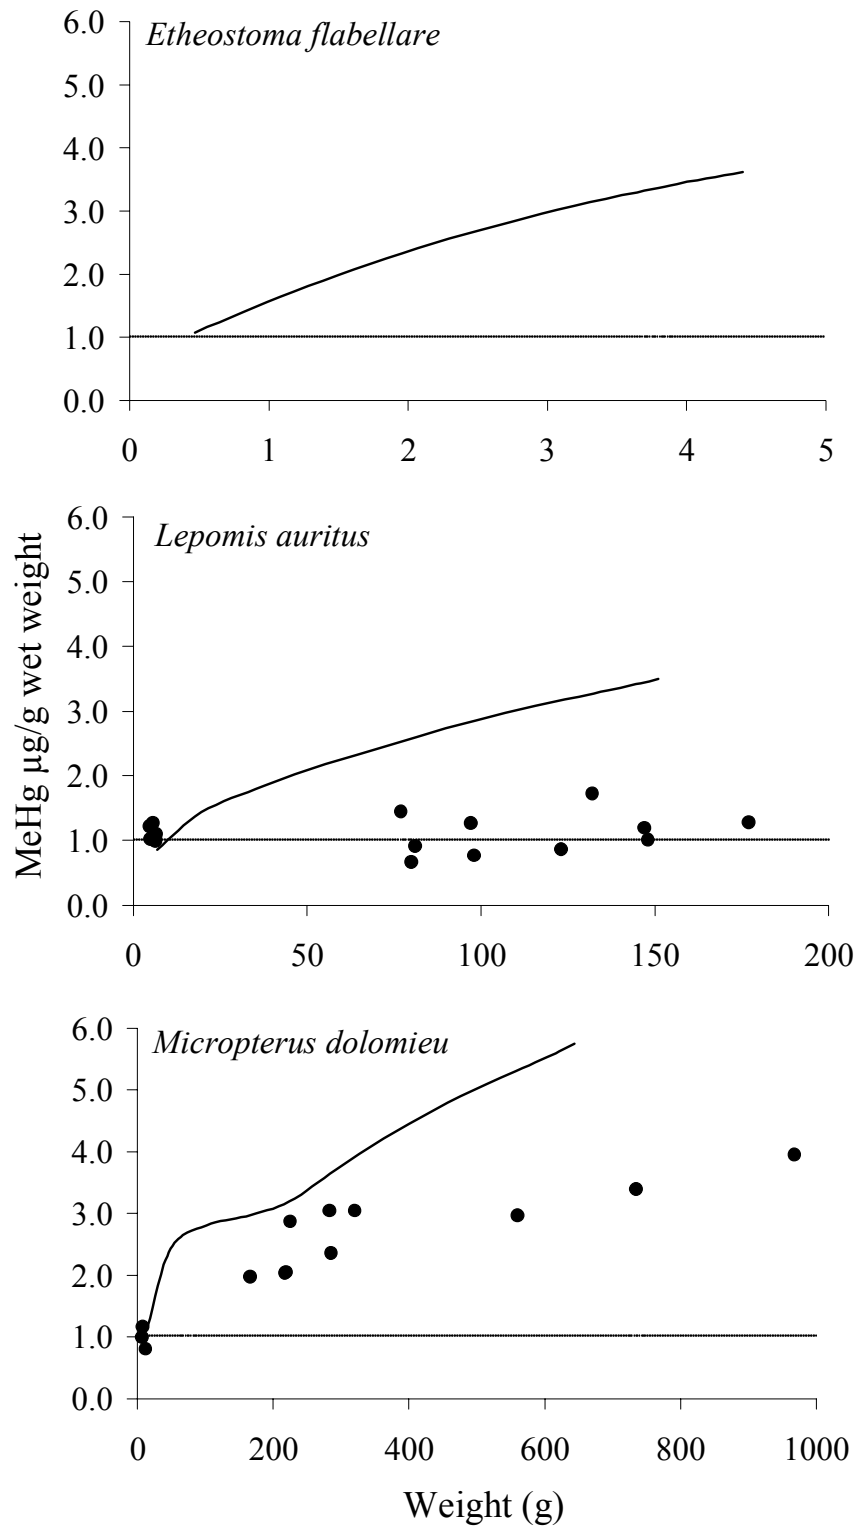 Etheostoma flabellare
6.0
5.0
4.0
3.0
2.0
1.0
0.0
0 1 2 3 4 5
MeHg µg/g wet weight
Lepomis auritus
6.0
5.0
4.0
3.0
2.0
1.0
0.0
0 50 100 150 200
Micropterus dolomieu
6.0
5.0
4.0
3.0
2.0
1.0
0.0
0 200 400 600 800 1000
Weight (g)